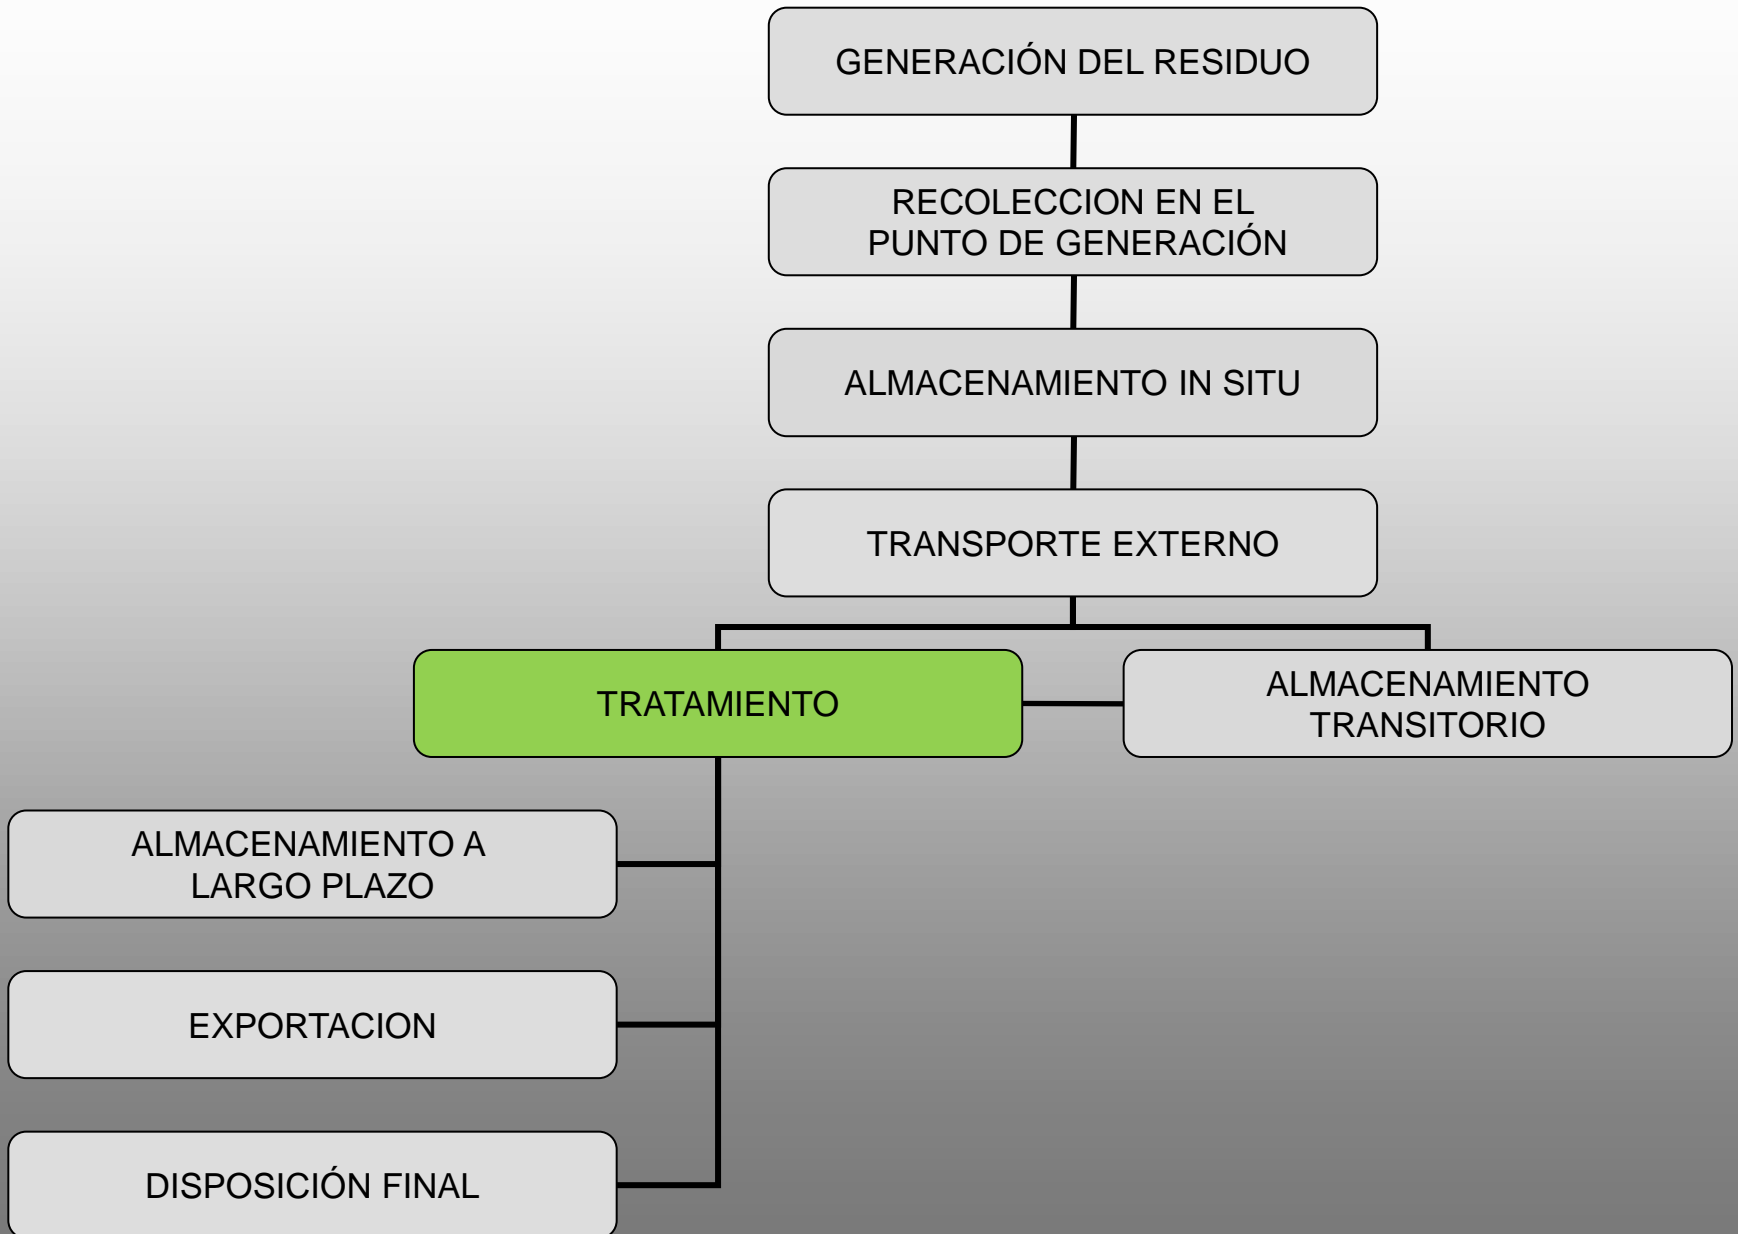 GENERACIÓN DEL RESIDUO
RECOLECCION EN EL
PUNTO DE GENERACIÓN
ALMACENAMIENTO IN SITU
TRANSPORTE EXTERNO
TRATAMIENTO
ALMACENAMIENTO
TRANSITORIO
ALMACENAMIENTO A
LARGO PLAZO
EXPORTACION
DISPOSICIÓN FINAL